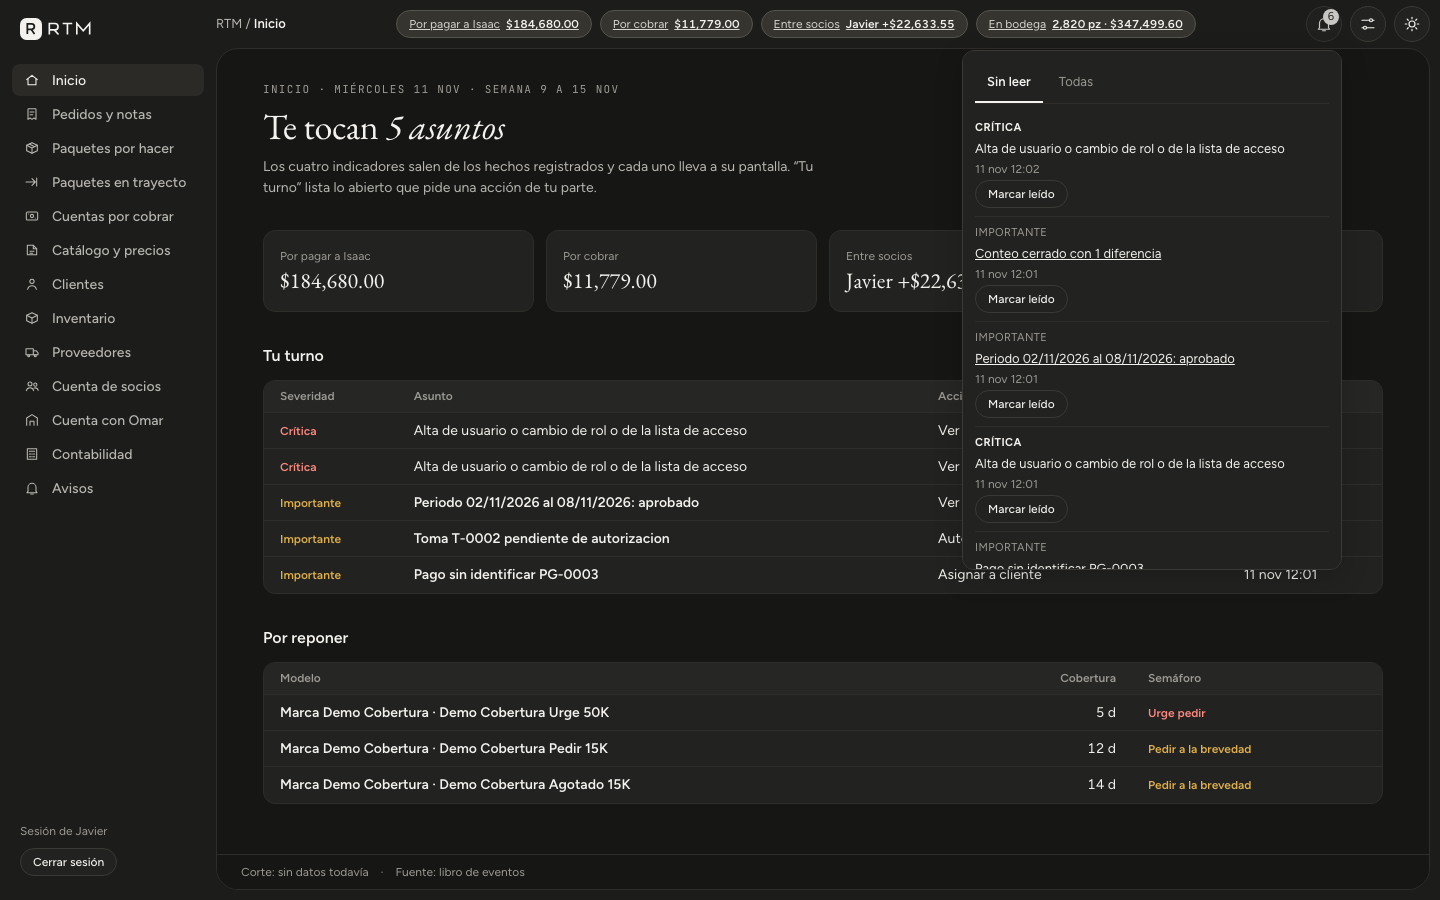 R RTM
RTM / Inicio
Por pagar a Isaac $184,680.00
Por cobrar $11,779.00
Entre socios Javier +$22,633.55
En bodega 2,820 pz · $347,499.60
6
Inicio
Pedidos y notas
Paquetes por hacer
Paquetes en trayecto
Cuentas por cobrar
Catálogo y precios
Clientes
Inventario
Proveedores
Cuenta de socios
Cuenta con Omar
Contabilidad
Avisos
Sesión de Javier
Cerrar sesión
INICIO · MIÉRCOLES 11 NOV · SEMANA 9 A 15 NOV
Te tocan 5 asuntos
Los cuatro indicadores salen de los hechos registrados y cada uno lleva a su pantalla. “Tu
turno” lista lo abierto que pide una acción de tu parte.
Por pagar a Isaac
$184,680.00
Por cobrar
$11,779.00
Entre socios
Javier +$22,63
Tu turno
Severidad Asunto Acci
Crítica Alta de usuario o cambio de rol o de la lista de acceso Ver
Crítica Alta de usuario o cambio de rol o de la lista de acceso Ver
Importante Periodo 02/11/2026 al 08/11/2026: aprobado Ver
Importante Toma T-0002 pendiente de autorizacion Auto
Importante Pago sin identificar PG-0003 Asignar a cliente 11 nov 12:01
Sin leer Todas
CRÍTICA
Alta de usuario o cambio de rol o de la lista de acceso
11 nov 12:02
Marcar leído
IMPORTANTE
Conteo cerrado con 1 diferencia
11 nov 12:01
Marcar leído
IMPORTANTE
Periodo 02/11/2026 al 08/11/2026: aprobado
11 nov 12:01
Marcar leído
CRÍTICA
Alta de usuario o cambio de rol o de la lista de acceso
11 nov 12:01
Marcar leído
IMPORTANTE
Pago sin identificar PG-0003
Por reponer
Modelo Cobertura Semáforo
Marca Demo Cobertura · Demo Cobertura Urge 50K 5 d Urge pedir
Marca Demo Cobertura · Demo Cobertura Pedir 15K 12 d Pedir a la brevedad
Marca Demo Cobertura · Demo Cobertura Agotado 15K 14 d Pedir a la brevedad
Corte: sin datos todavía · Fuente: libro de eventos